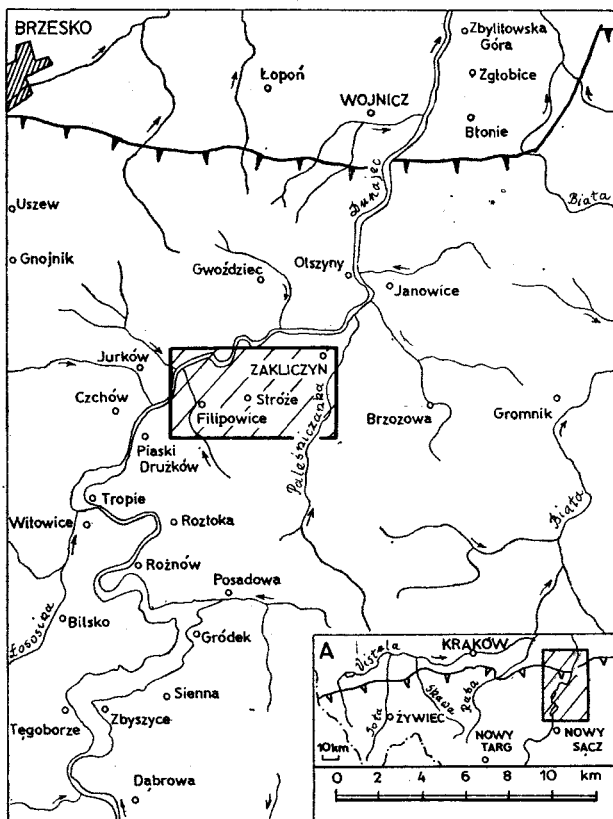 BRZESKO
Zbylitowska
Góra
Łopoń
Zgłobice
WOJNICZ
Błonie
Dunajec
Uszew
Biała
Gnojnik
Gwoździec
Olszyny
Janowice
Jurków
ZAKLICZYN
Czchów
Stróże
Filipowice
Brzozowa
Gromnik
Paleśniczanka
Piaski
Drużków
Tropie
Biała
Witowice
Roztoka
Rożnów
Posadowa
Łososina
Bilsko
Gródek
A
Vistula
KRAKÓW
Sienna
Skawa
Raba
Soła
ŻYWIEC
Tęgoborze
Zbyszyce
10km
NOWY
TARG
NOWY
SĄCZ
Dąbrowa
0 2 4 6 8 10 km